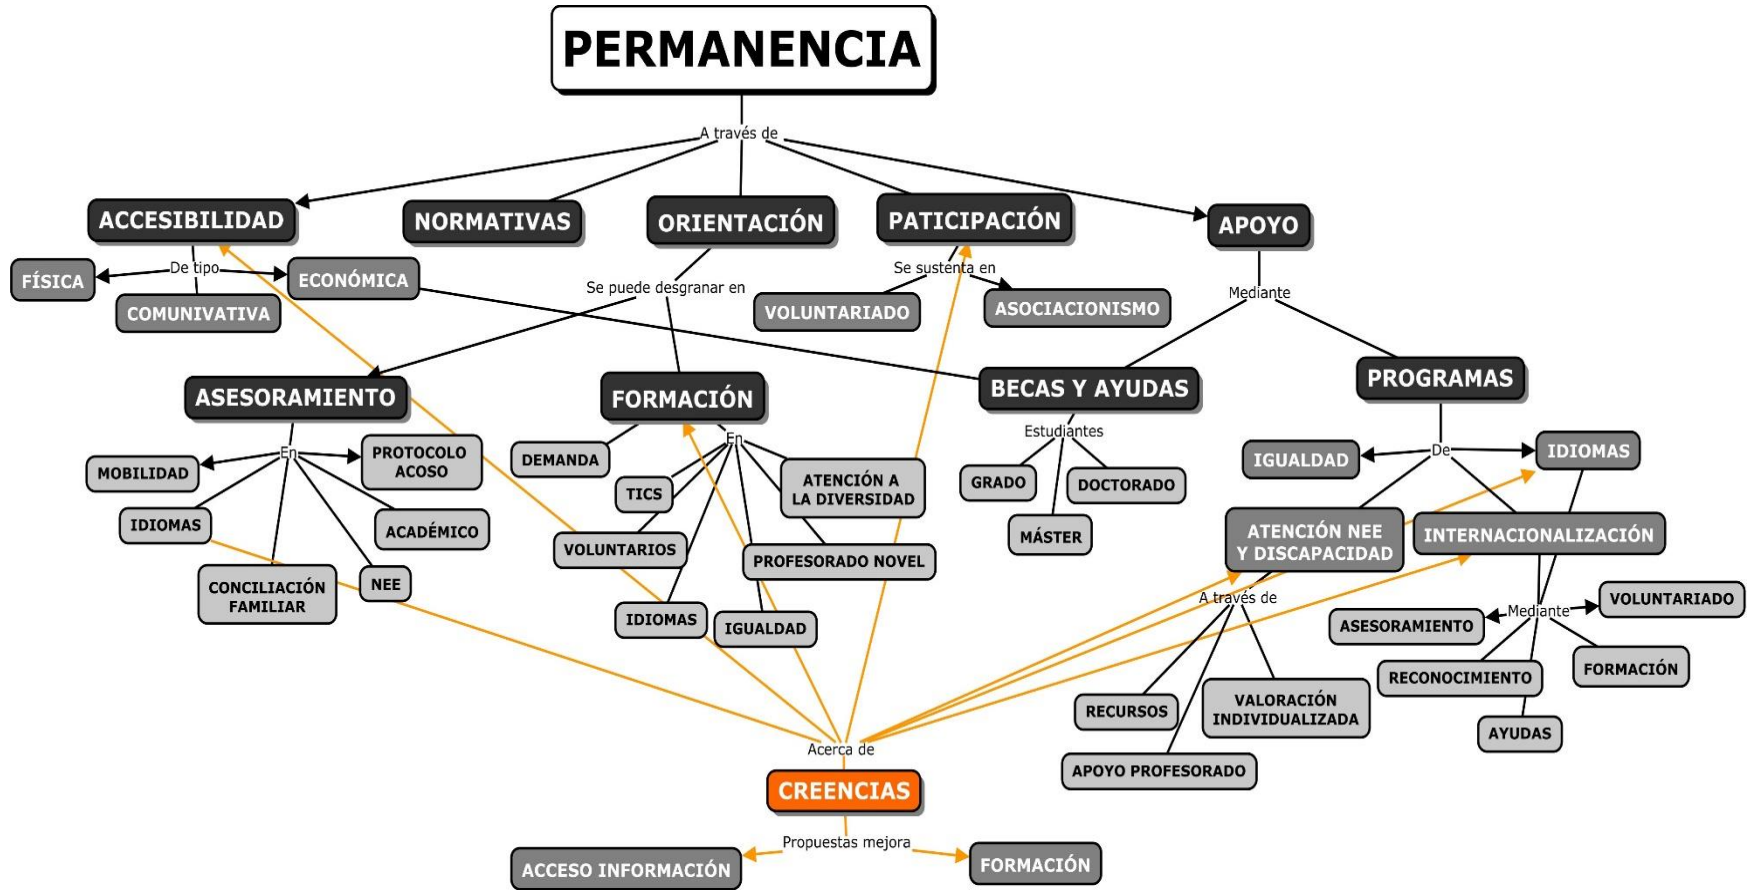 PERMANENCIA
A través de
ACCESIBILIDAD
NORMATIVAS
ORIENTACIÓN
PATICIPACIÓN
APOYO
De tipo
FÍSICA
ECONÓMICA
COMUNIVATIVA
Se puede desgranar en
Se sustenta en
VOLUNTARIADO
ASOCIACIONISMO
Mediante
ASESORAMIENTO
FORMACIÓN
BECAS Y AYUDAS
PROGRAMAS
En
MOBILIDAD
PROTOCOLO
ACOSO
IDIOMAS
ACADÉMICO
CONCILIACIÓN
FAMILIAR
NEE
En
DEMANDA
TICS
ATENCIÓN A
LA DIVERSIDAD
VOLUNTARIOS
PROFESORADO NOVEL
IDIOMAS
IGUALDAD
Estudiantes
GRADO
DOCTORADO
MÁSTER
De
IGUALDAD
IDIOMAS
ATENCIÓN NEE
Y DISCAPACIDAD
INTERNACIONALIZACIÓN
A través de
RECURSOS
VALORACIÓN
INDIVIDUALIZADA
APOYO PROFESORADO
Mediante
VOLUNTARIADO
ASESORAMIENTO
RECONOCIMIENTO
FORMACIÓN
AYUDAS
Acerca de
CREENCIAS
Propuestas mejora
ACCESO INFORMACIÓN
FORMACIÓN